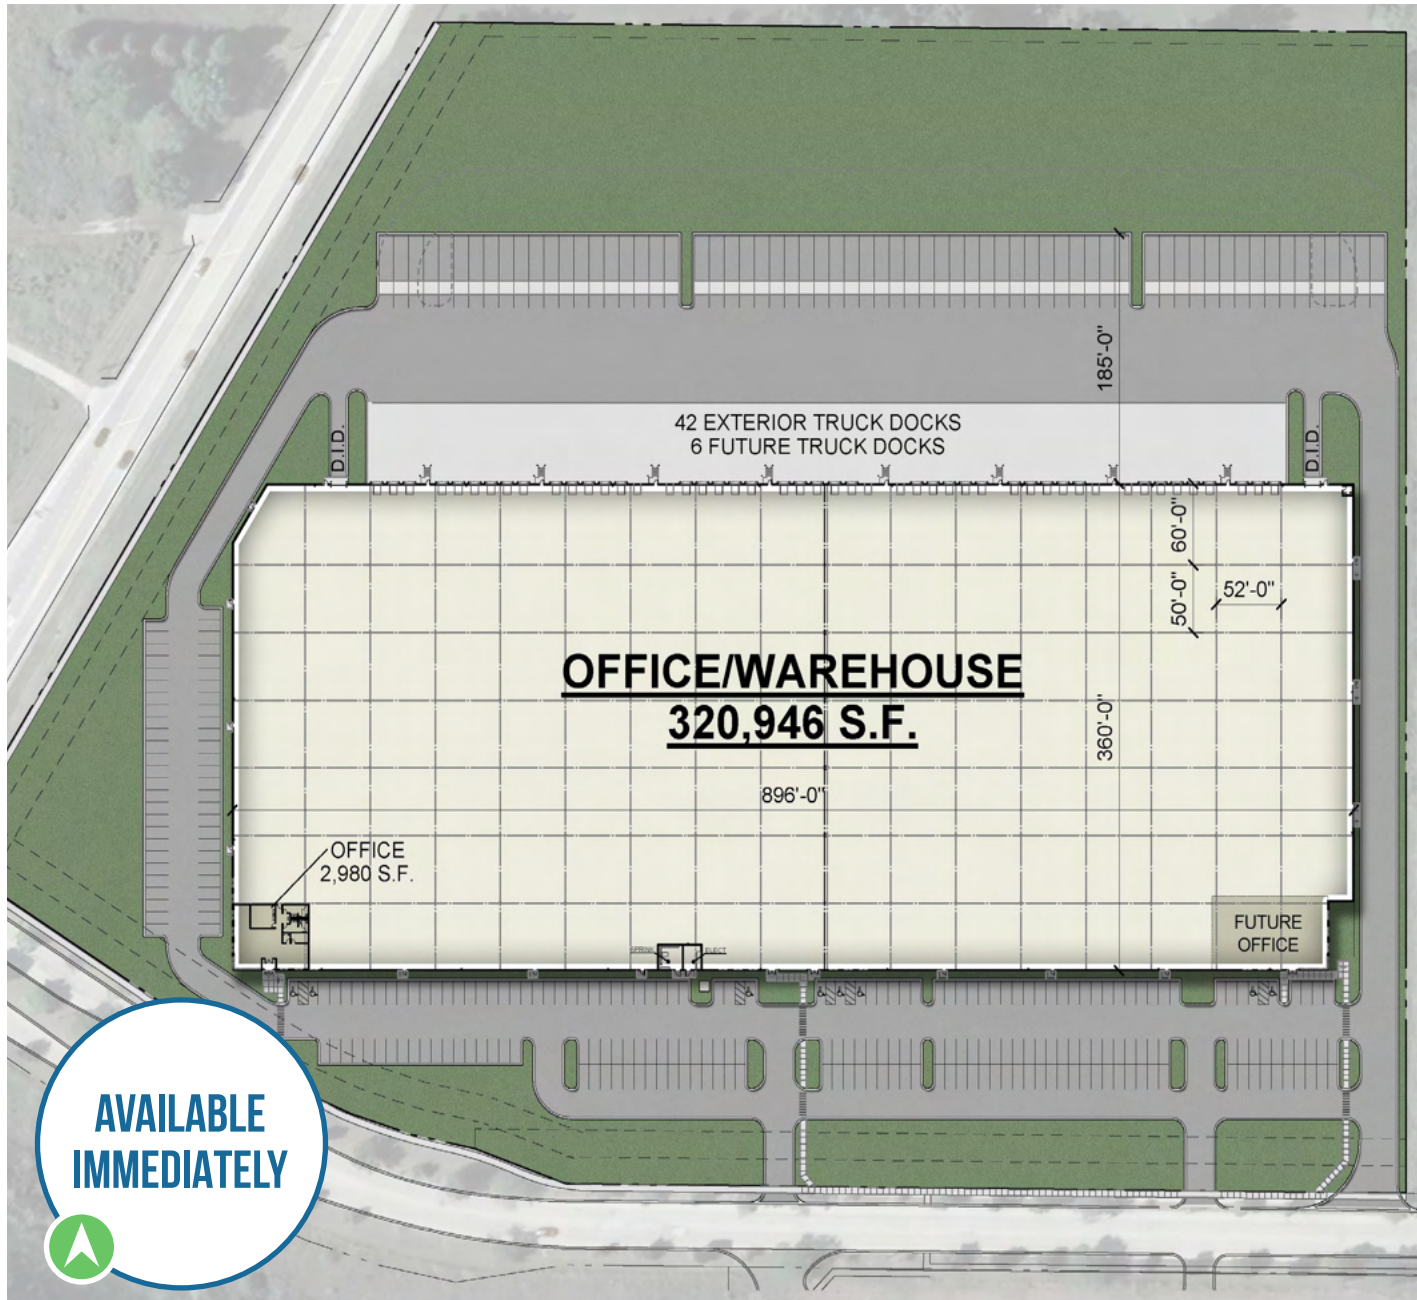 185'-0"
42 EXTERIOR TRUCK DOCKS
6 FUTURE TRUCK DOCKS
D.I.D.
D.I.D.
60'-0"
50'-0"
52'-0"
OFFICE/WAREHOUSE
320,946 S.F.
360'-0"
896'-0"
OFFICE
2,980 S.F.
FUTURE
OFFICE
ELECT
AVAILABLE
IMMEDIATELY